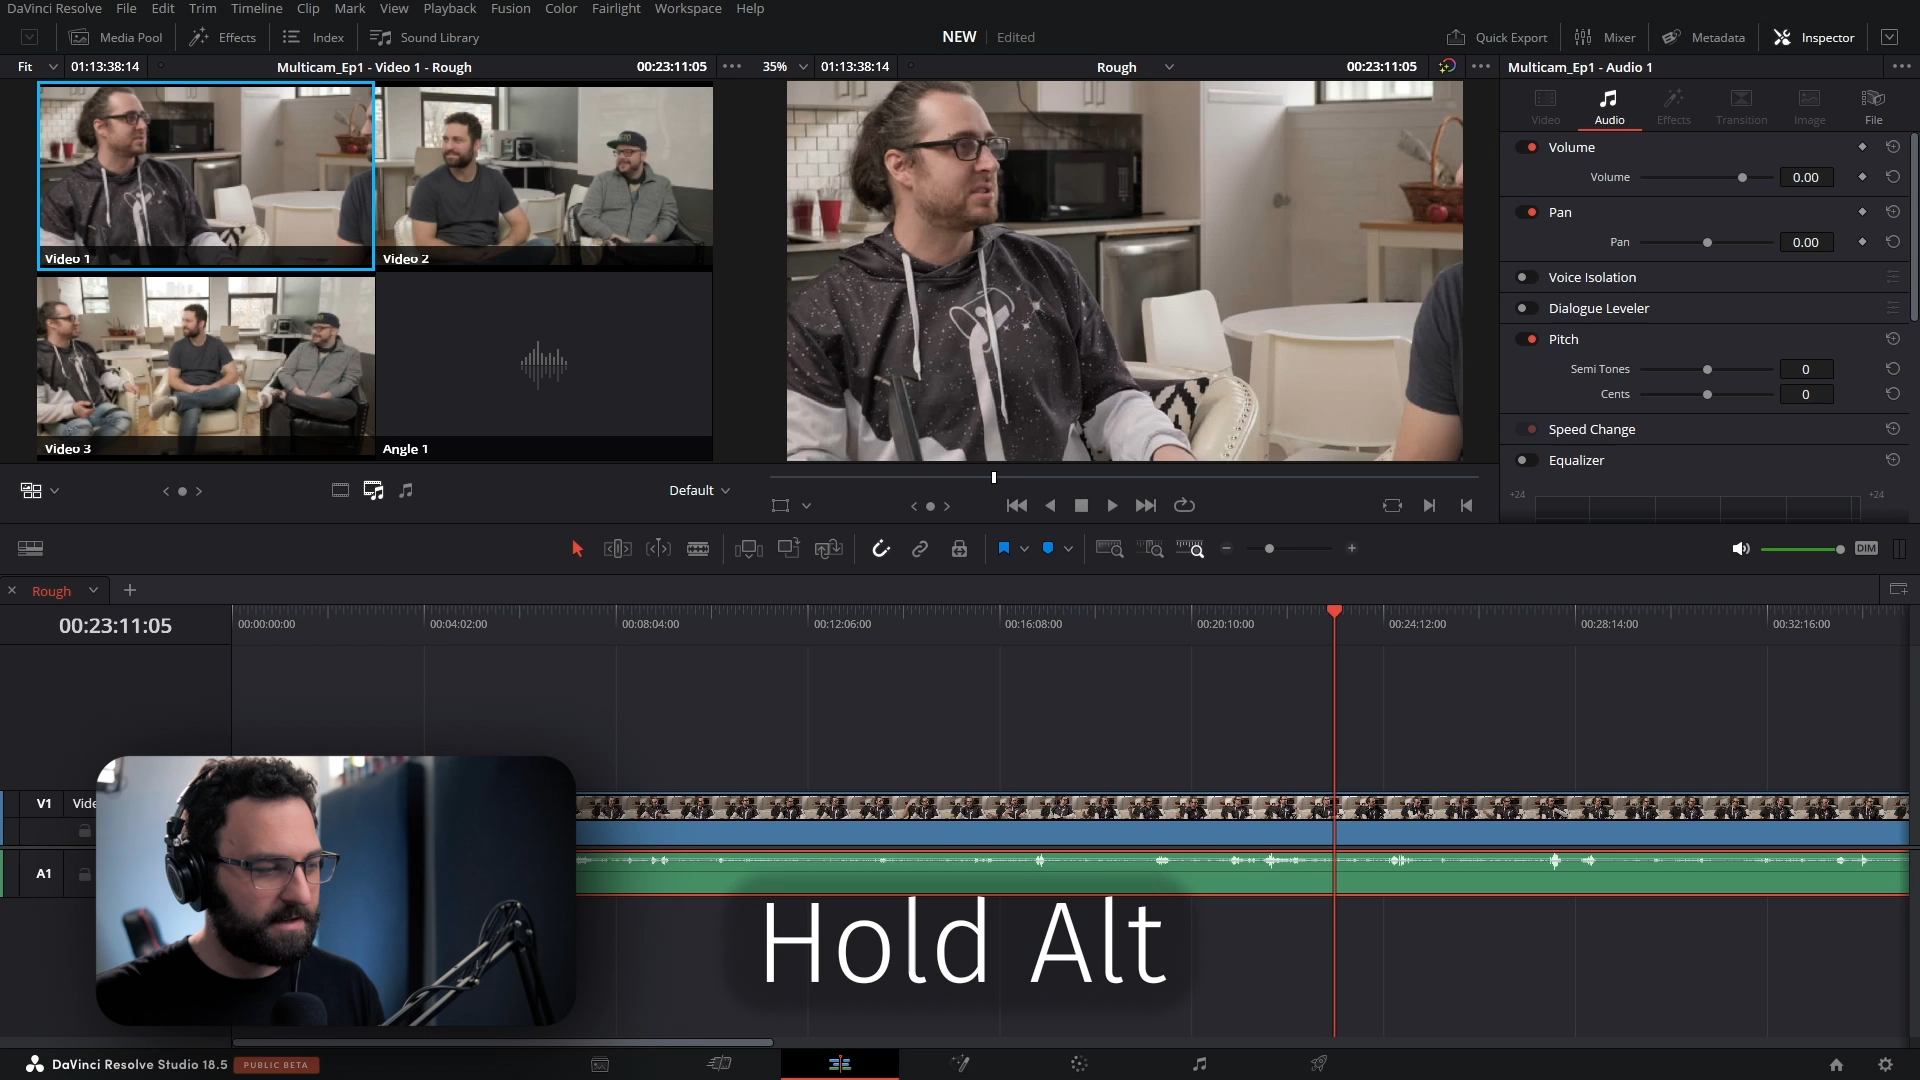 DaVinci Resolve File Edit Trim Timeline Clip Mark View Playback Fusion Color Fairlight Workspace Help
Media Pool Effects Index Sound Library NEW Edited Quick Export Mixer Metadata Inspector
Fit 01:13:38:14 Multicam_Ep1 - Video 1 - Rough 00:23:11:05 35% 01:13:38:14 Rough 00:23:11:05 Multicam_Ep1 - Audio 1
Video Audio Effects Transition Image File
Volume
Volume 0.00
Pan
Pan 0.00
Video 1 Video 2
Voice Isolation
Dialogue Leveler
Pitch
Semi Tones 0
Cents 0
Speed Change
Video 3 Angle 1
Equalizer
Default
+24 +24
DIM
Rough
00:23:11:05 00:00:00:00 00:04:02:00 00:08:04:00 00:12:06:00 00:16:08:00 00:20:10:00 00:24:12:00 00:28:14:00 00:32:16:00
V1
A1
Hold Alt
DaVinci Resolve Studio 18.5 PUBLIC BETA